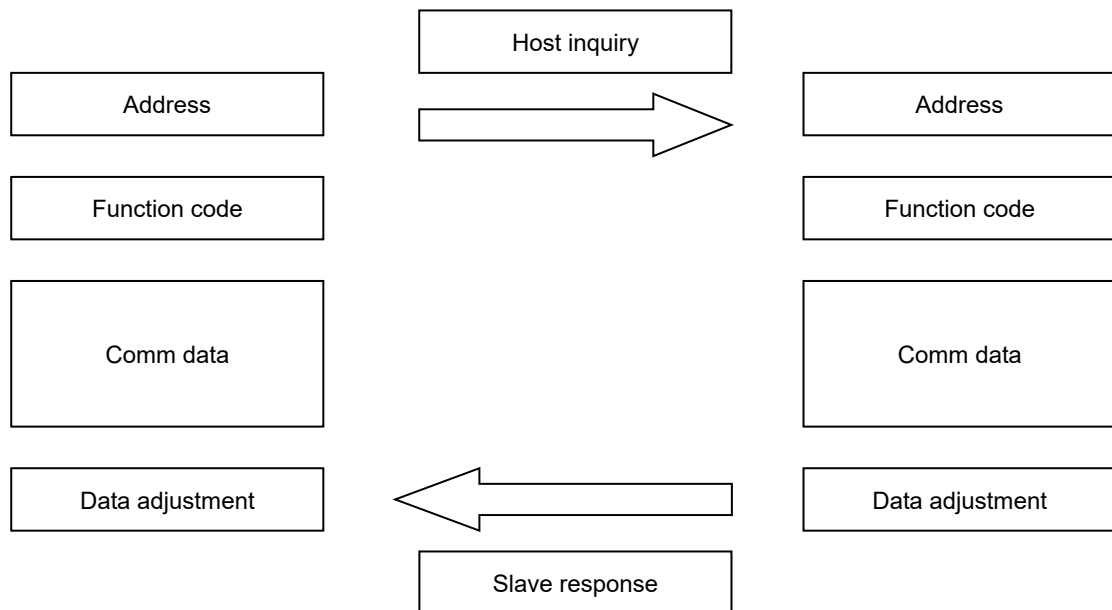 Host inquiry
Address
Address
Function code
Function code
Comm data
Comm data
Data adjustment
Data adjustment
Slave response